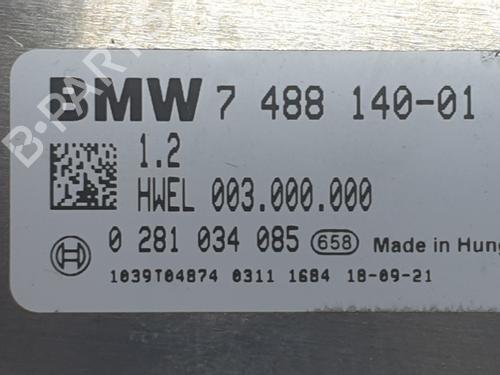 BMW 7 488 140-01
1.2
HWEL 003.000.000
0 281 034 085 658 Made in Hung
1039T04874 0311 1684 18-09-21
B-PARTS